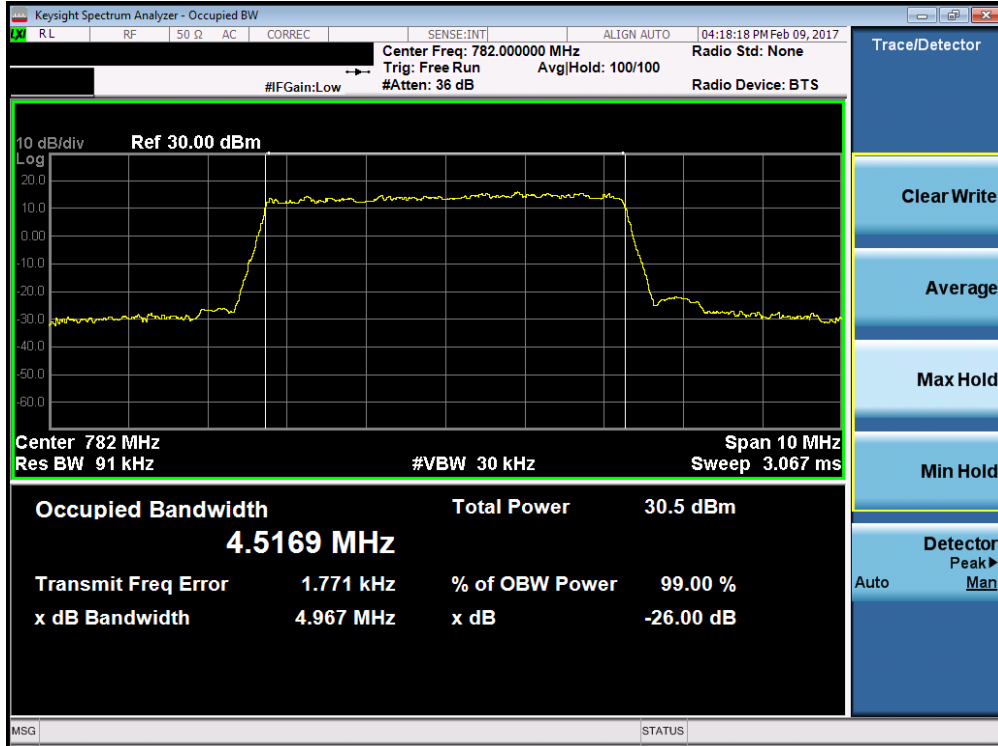 Keysight Spectrum Analyzer - Occupied BW
LXI RL RF 50 Ω AC CORREC SENSE:INT ALIGN AUTO 04:18:18 PM Feb 09, 2017
Center Freq: 782.000000 MHz Radio Std: None
Trig: Free Run Avg|Hold: 100/100
#IFGain:Low #Atten: 36 dB Radio Device: BTS
10 dB/div Ref 30.00 dBm
Log
20.0
10.0
0.00
-10.0
-20.0
-30.0
-40.0
-50.0
-60.0
Center 782 MHz Span 10 MHz
Res BW 91 kHz #VBW 30 kHz Sweep 3.067 ms
Occupied Bandwidth Total Power 30.5 dBm
4.5169 MHz
Transmit Freq Error 1.771 kHz % of OBW Power 99.00 %
x dB Bandwidth 4.967 MHz x dB -26.00 dB
MSG STATUS
Trace/Detector
Clear Write
Average
Max Hold
Min Hold
Detector
Peak▶
Auto Man